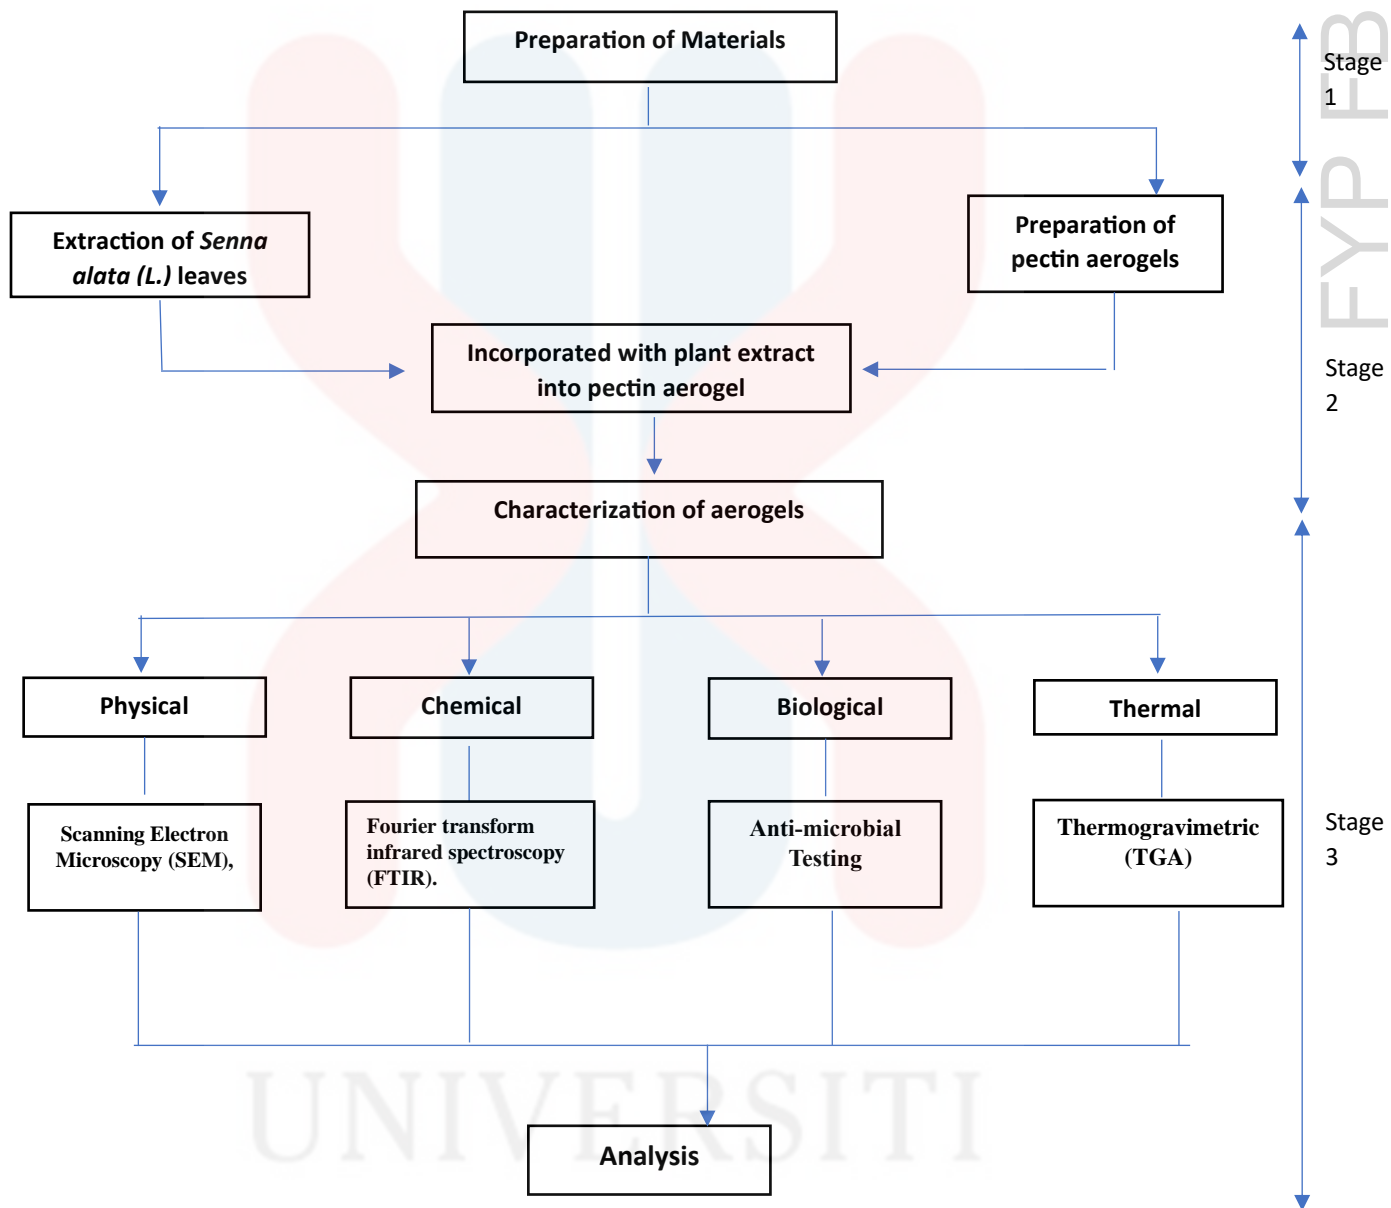 Preparation of Materials
Stage
1
FYP FB
Extraction of Senna
alata (L.) leaves
Preparation of
pectin aerogels
Incorporated with plant extract
into pectin aerogel
Stage
2
Characterization of aerogels
Physical
Chemical
Biological
Thermal
Scanning Electron
Microscopy (SEM),
Fourier transform
infrared spectroscopy
(FTIR).
Anti-microbial
Testing
Thermogravimetric
(TGA)
Stage
3
UNIVERSITI
Analysis